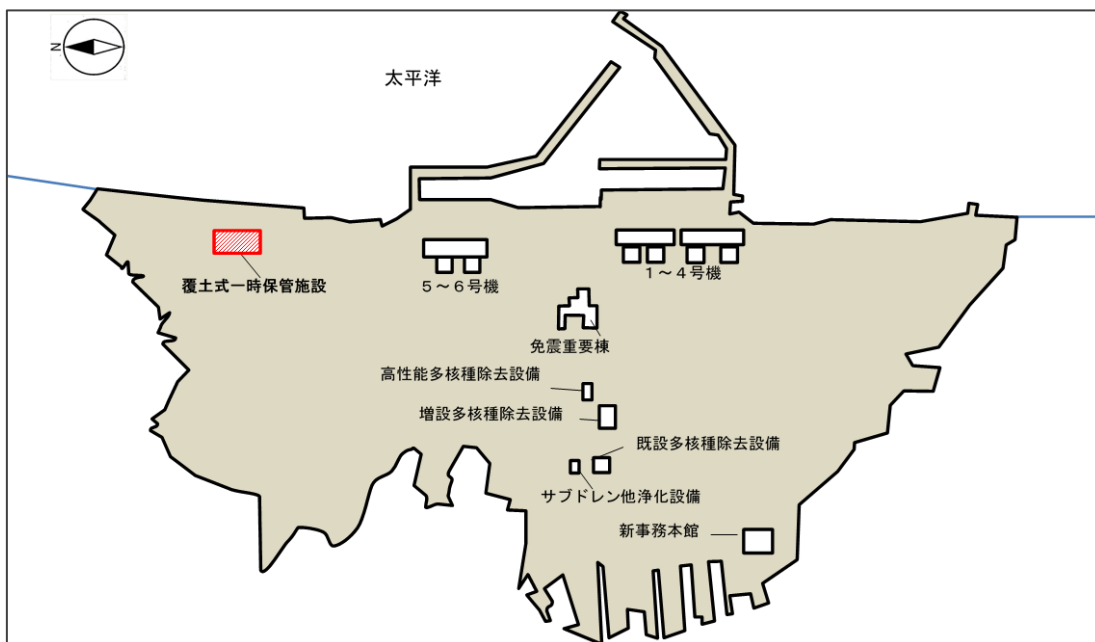 N
太平洋
覆土式一時保管施設
５～６号機
１～４号機
免震重要棟
高性能多核種除去設備
増設多核種除去設備
既設多核種除去設備
サブドレン他浄化設備
新事務本館